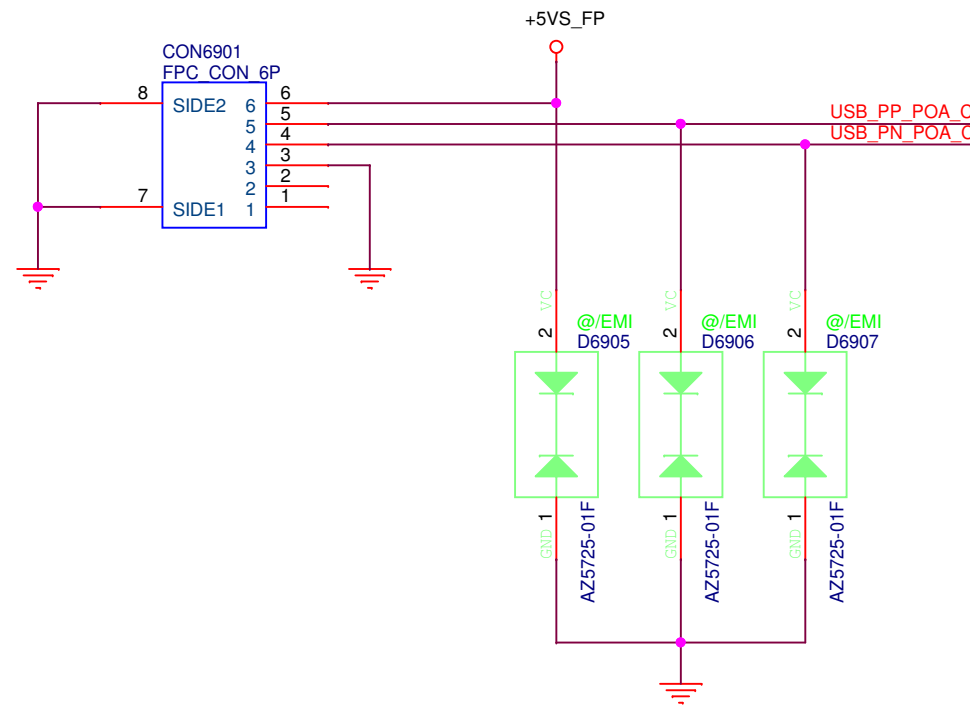 +5VS_FP
CON6901
FPC_CON_6P
8
SIDE2
6
6
5
5
4
4
3
3
2
2
7
SIDE1
1
1
USB_PP_POA_C
USB_PN_POA_C
VC
2
@/EMI
D6905
VC
2
@/EMI
D6906
VC
2
@/EMI
D6907
GND
1
AZ5725-01F
GND
1
AZ5725-01F
GND
1
AZ5725-01F